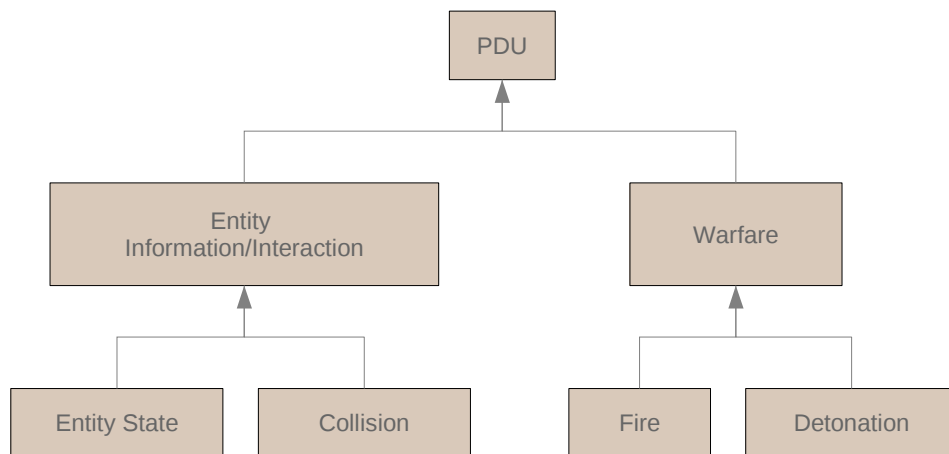 PDU
Entity
Information/Interaction
Warfare
Entity State
Collision
Fire
Detonation